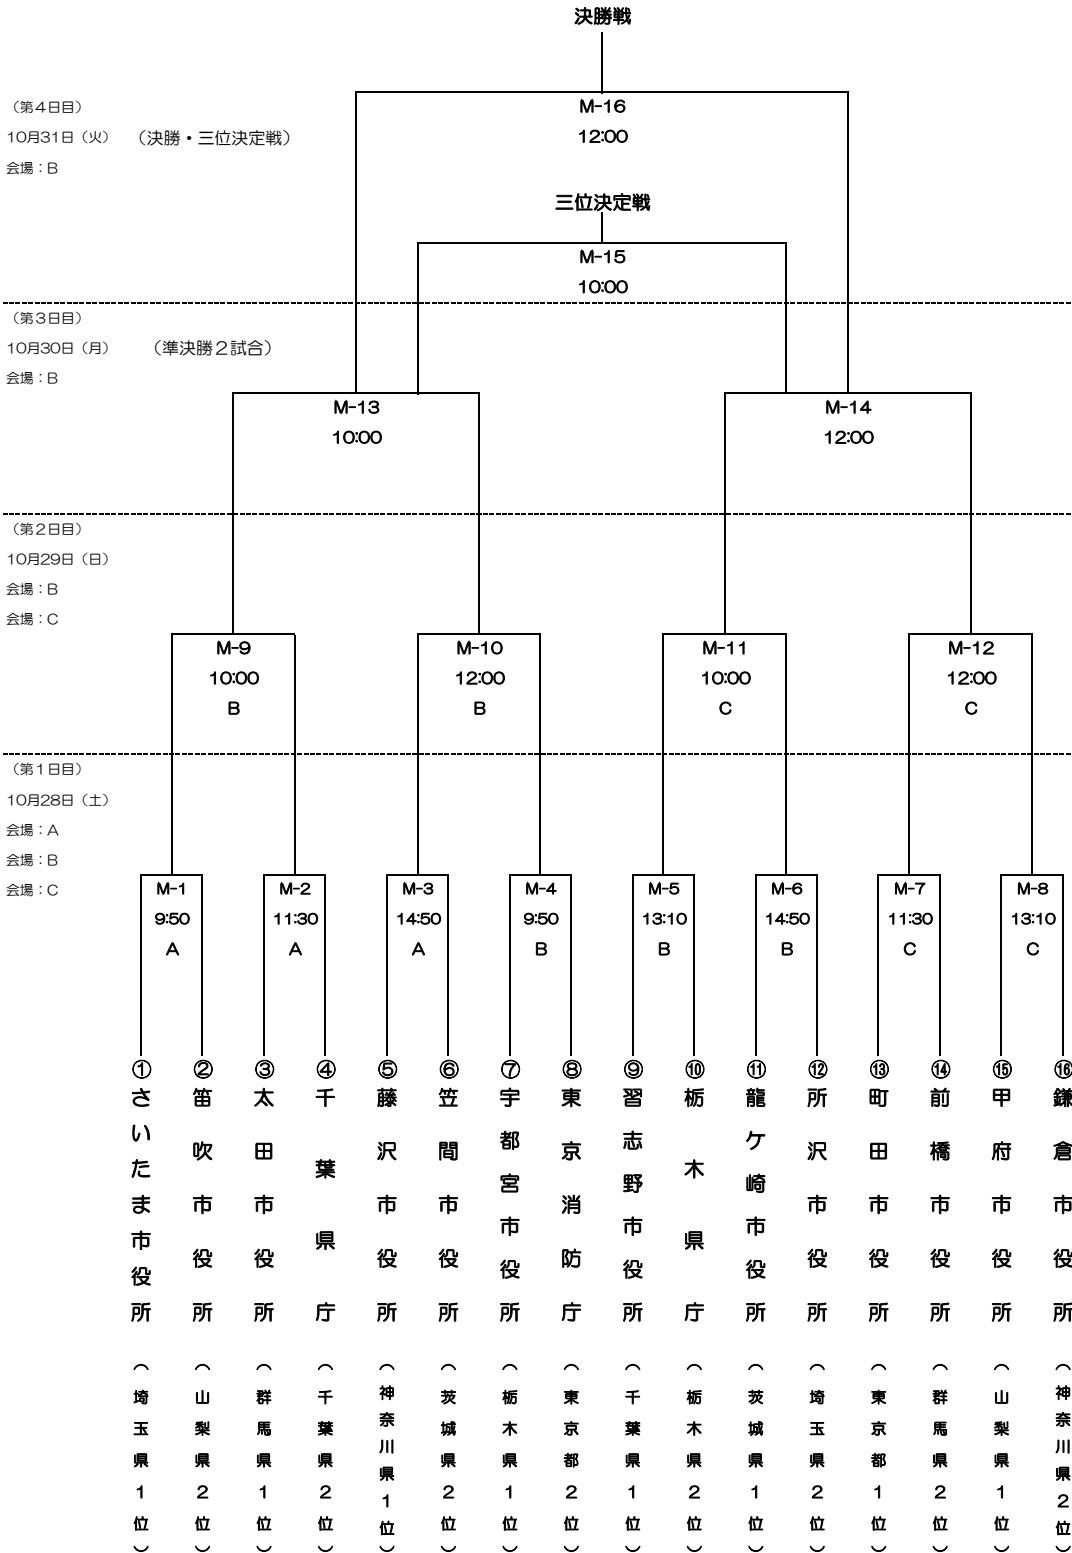 決勝戦
(第4日目)
M-16
10月31日(火) (決勝・三位決定戦)
12:00
会場:B
三位決定戦
M-15
10:00
(第3日目)
10月30日(月) (準決勝2試合)
会場:B
M-13 M-14
10:00 12:00
(第2日目)
10月29日(日)
会場:B
会場:C
M-9 M-10 M-11 M-12
10:00 12:00 10:00 12:00
B B C C
(第1日目)
10月28日(土)
会場:A
会場:B
会場:C
M-1 M-2 M-3 M-4 M-5 M-6 M-7 M-8
9:50 11:30 14:50 9:50 13:10 14:50 11:30 13:10
A A A B B B C C
①さいたま市役所(埼玉県1位)
②笛吹市役所(山梨県2位)
③太田市役所(群馬県1位)
④千葉県庁(千葉県2位)
⑤藤沢市役所(神奈川県1位)
⑥笠間市役所(茨城県2位)
⑦宇都宮市役所(栃木県1位)
⑧東京消防庁(東京都2位)
⑨習志野市役所(千葉県1位)
⑩栃木県庁(栃木県2位)
⑪龍ケ崎市役所(茨城県1位)
⑫所沢市役所(埼玉県2位)
⑬町田市役所(東京都1位)
⑭前橋市役所(群馬県2位)
⑮甲府市役所(山梨県1位)
⑯鎌倉市役所(神奈川県2位)